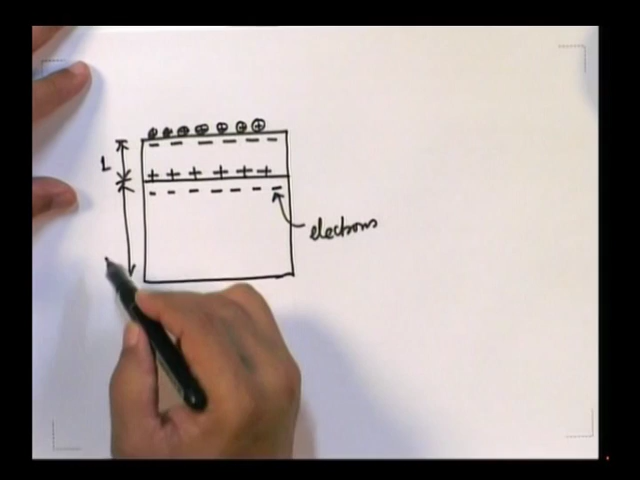 ⊕ ⊕ ⊕ ⊕ ⊕ ⊕ ⊕
- - - - - - -
L
+ + + + + +
- - - - - - -
electrons